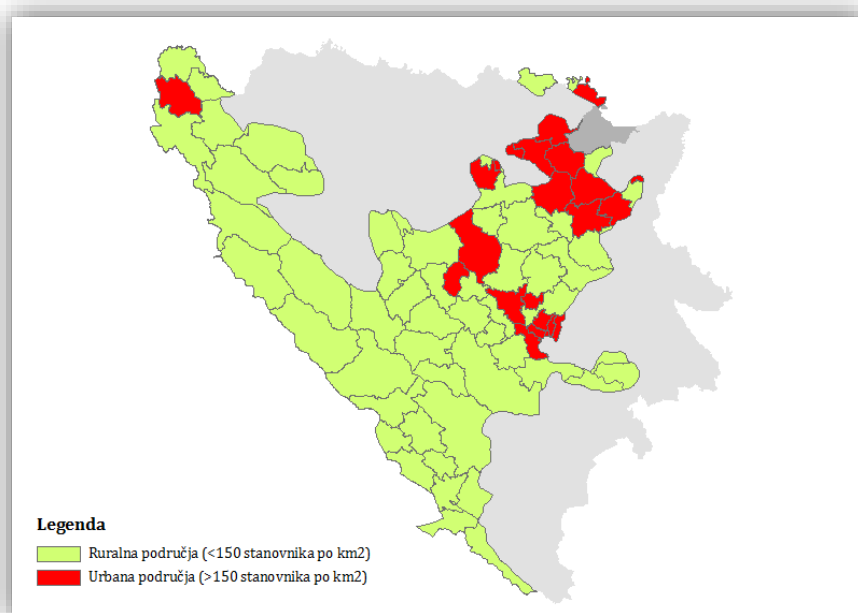 Legenda
Ruralna područja (<150 stanovnika po km2)
Urbana područja (>150 stanovnika po km2)